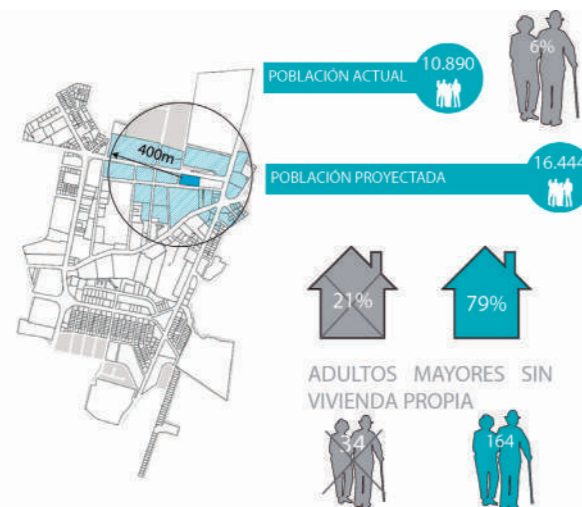 10.890
6%
POBLACIÓN ACTUAL
400m
16.444
POBLACIÓN PROYECTADA
21%
79%
ADULTOS MAYORES SIN
VIVIENDA PROPIA
34
164